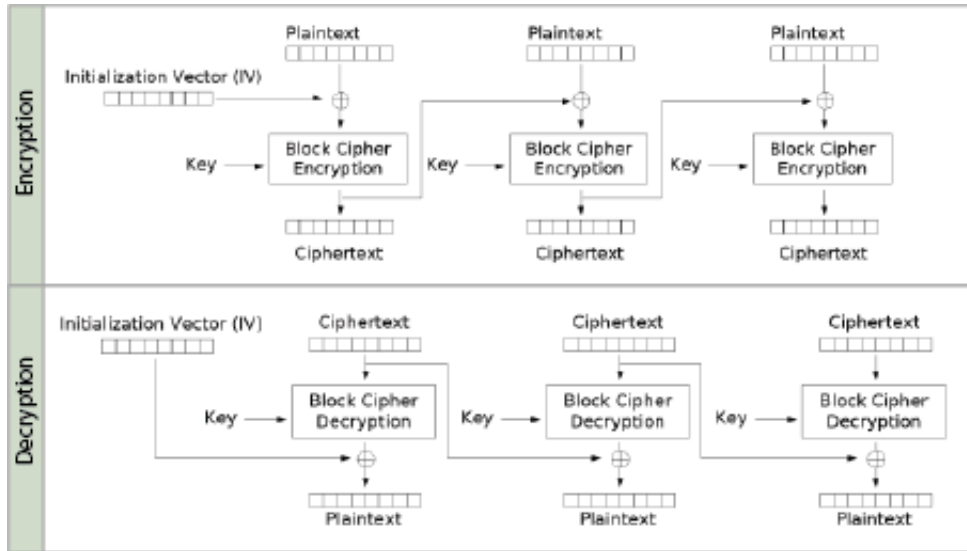 Encryption
Plaintext
Plaintext
Plaintext
Initialization Vector (IV)
Key
Block Cipher
Encryption
Key
Block Cipher
Encryption
Key
Block Cipher
Encryption
Ciphertext
Ciphertext
Ciphertext
Decryption
Initialization Vector (IV)
Ciphertext
Ciphertext
Ciphertext
Key
Block Cipher
Decryption
Key
Block Cipher
Decryption
Key
Block Cipher
Decryption
Plaintext
Plaintext
Plaintext